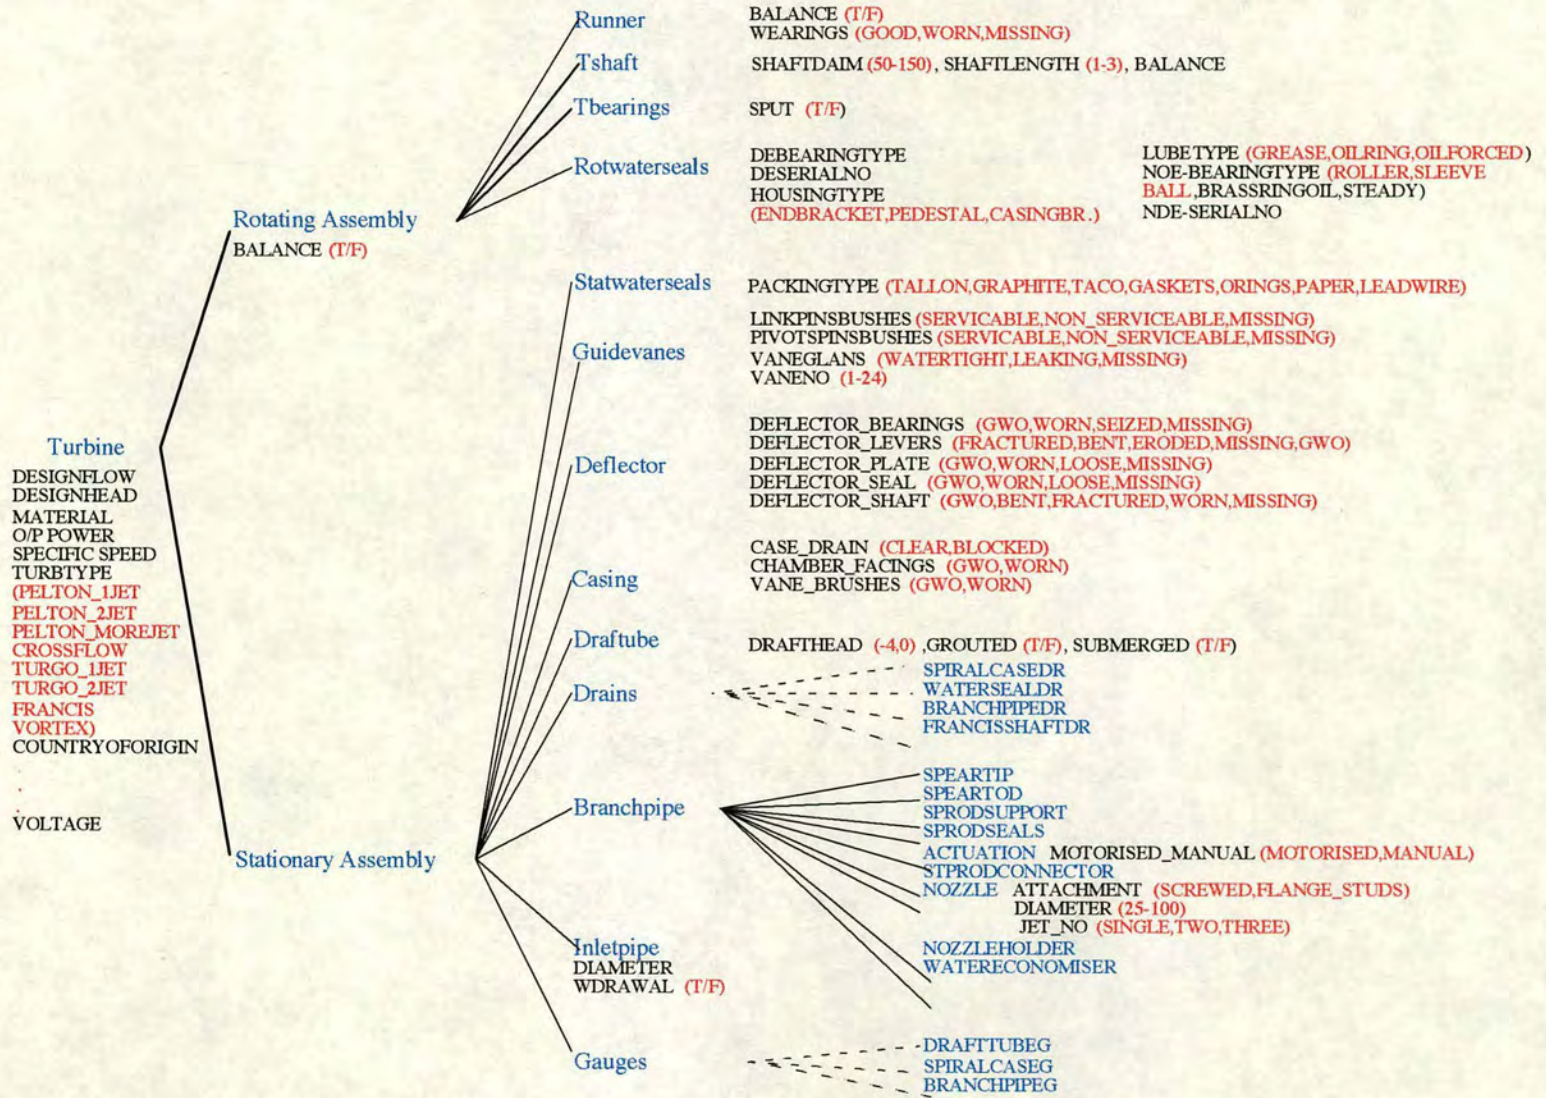 Runner
BALANCE (T/F)
WEARINGS (GOOD,WORN,MISSING)
Tshaft
SHAFTDAIM (50-150), SHAFTLENGTH (1-3), BALANCE
Tbearings
SPUT (T/F)
Rotwaterseals
DEBEARINGTYPE
DESERIALNO
HOUSINGTYPE
(ENDBRACKET,PEDESTAL,CASINGBR.)
LUBETYPE (GREASE,OILRING,OILFORCED)
NOE-BEARINGTYPE (ROLLER,SLEEVE
BALL,BRASSRINGOIL,STEADY)
NDE-SERIALNO
Rotating Assembly
BALANCE (T/F)
Statwaterseals
PACKINGTYPE (TALLON,GRAPHITE,TACO,GASKETS,ORINGS,PAPER,LEADWIRE)
Guidevanes
LINKPINSBUSHES (SERVICABLE,NON_SERVICEABLE,MISSING)
PIVOTSPINSBUSHES (SERVICABLE,NON_SERVICEABLE,MISSING)
VANEGLANS (WATERTIGHT,LEAKING,MISSING)
VANENO (1-24)
Deflector
DEFLECTOR_BEARINGS (GWO,WORN,SEIZED,MISSING)
DEFLECTOR_LEVERS (FRACTURED,BENT,ERODED,MISSING,GWO)
DEFLECTOR_PLATE (GWO,WORN,LOOSE,MISSING)
DEFLECTOR_SEAL (GWO,WORN,LOOSE,MISSING)
DEFLECTOR_SHAFT (GWO,BENT,FRACTURED,WORN,MISSING)
Turbine
DESIGNFLOW
DESIGNHEAD
MATERIAL
O/P POWER
SPECIFIC SPEED
TURBTYPE
(PELTON_1JET
PELTON_2JET
PELTON_MOREJET
CROSSFLOW
TURGO_1JET
TURGO_2JET
FRANCIS
VORTEX)
COUNTRYOFORIGIN
.
.
VOLTAGE
Casing
CASE_DRAIN (CLEAR,BLOCKED)
CHAMBER_FACINGS (GWO,WORN)
VANE_BRUSHES (GWO,WORN)
Draftube
DRAFTHEAD (-4,0) ,GROUTED (T/F), SUBMERGED (T/F)
Drains
SPIRALCASEDR
WATERSEALDR
BRANCHPIPEDR
FRANCISSHAFTDR
Branchpipe
SPEARTIP
SPEARTOD
SPRODSUPPORT
SPRODSEALS
ACTUATION MOTORISED_MANUAL (MOTORISED,MANUAL)
STPRODCONNECTOR
NOZZLE ATTACHMENT (SCREWED,FLANGE_STUDS)
DIAMETER (25-100)
JET_NO (SINGLE,TWO,THREE)
NOZZLEHOLDER
WATERECONOMISER
Stationary Assembly
Inletpipe
DIAMETER
WDRAWAL (T/F)
Gauges
DRAFTTUBEG
SPIRALCASEG
BRANCHPIPEG